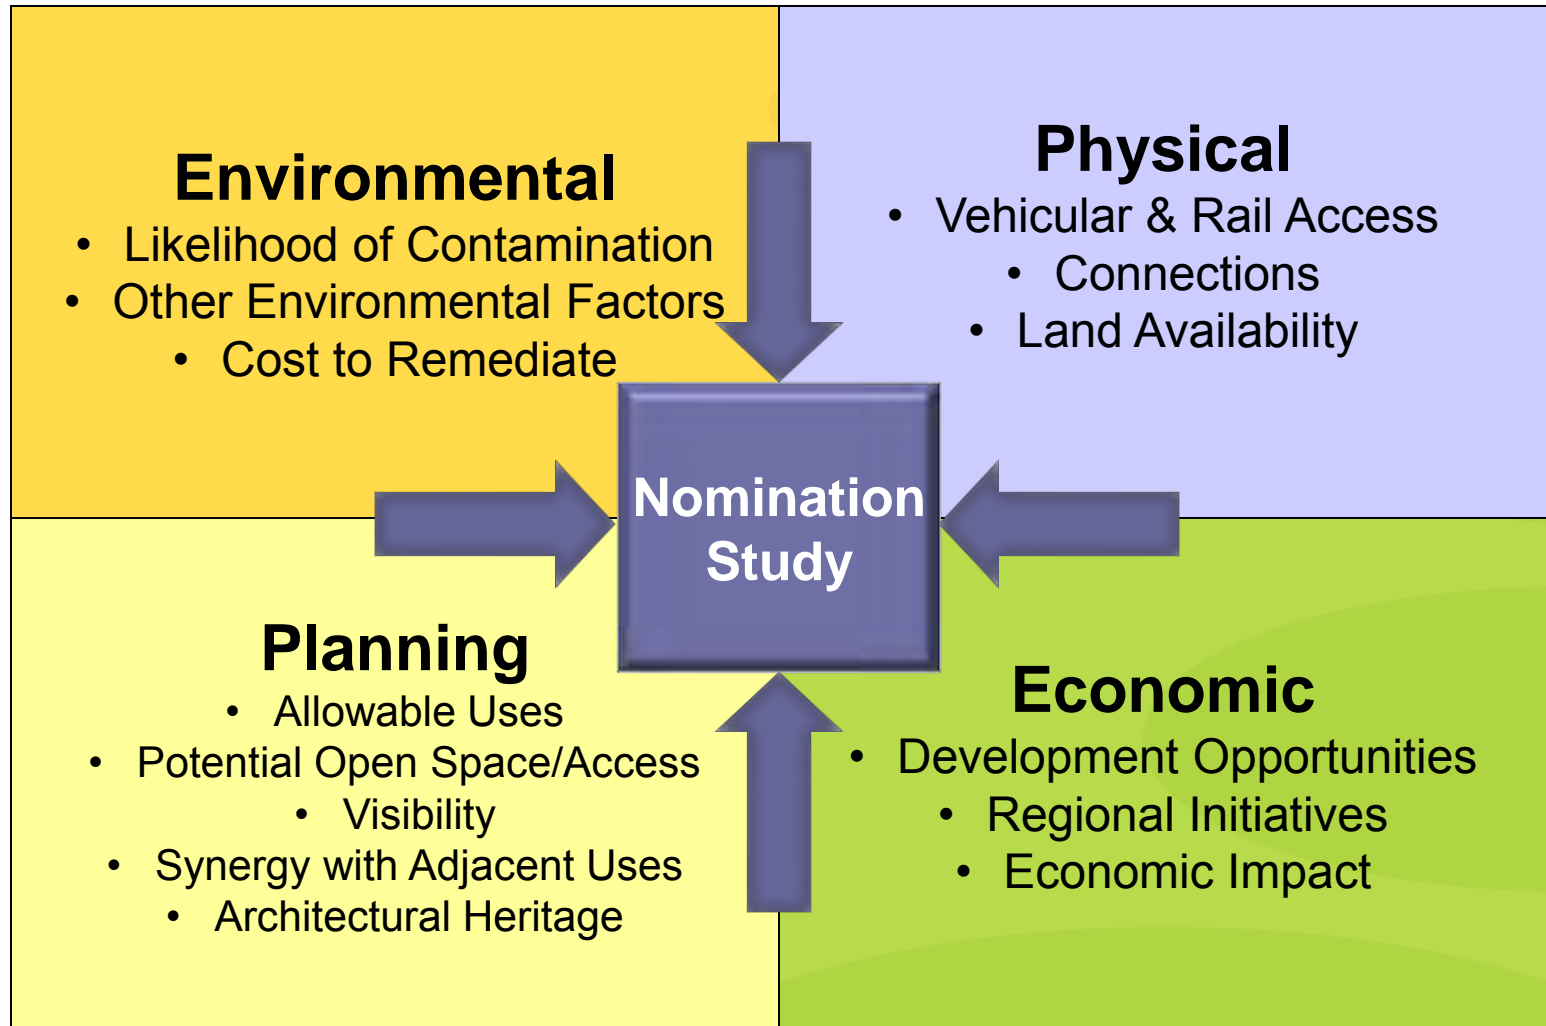 Environmental
• Likelihood of Contamination
• Other Environmental Factors
• Cost to Remediate
Physical
• Vehicular & Rail Access
• Connections
• Land Availability
Nomination
Study
Planning
• Allowable Uses
• Potential Open Space/Access
• Visibility
• Synergy with Adjacent Uses
• Architectural Heritage
Economic
• Development Opportunities
• Regional Initiatives
• Economic Impact